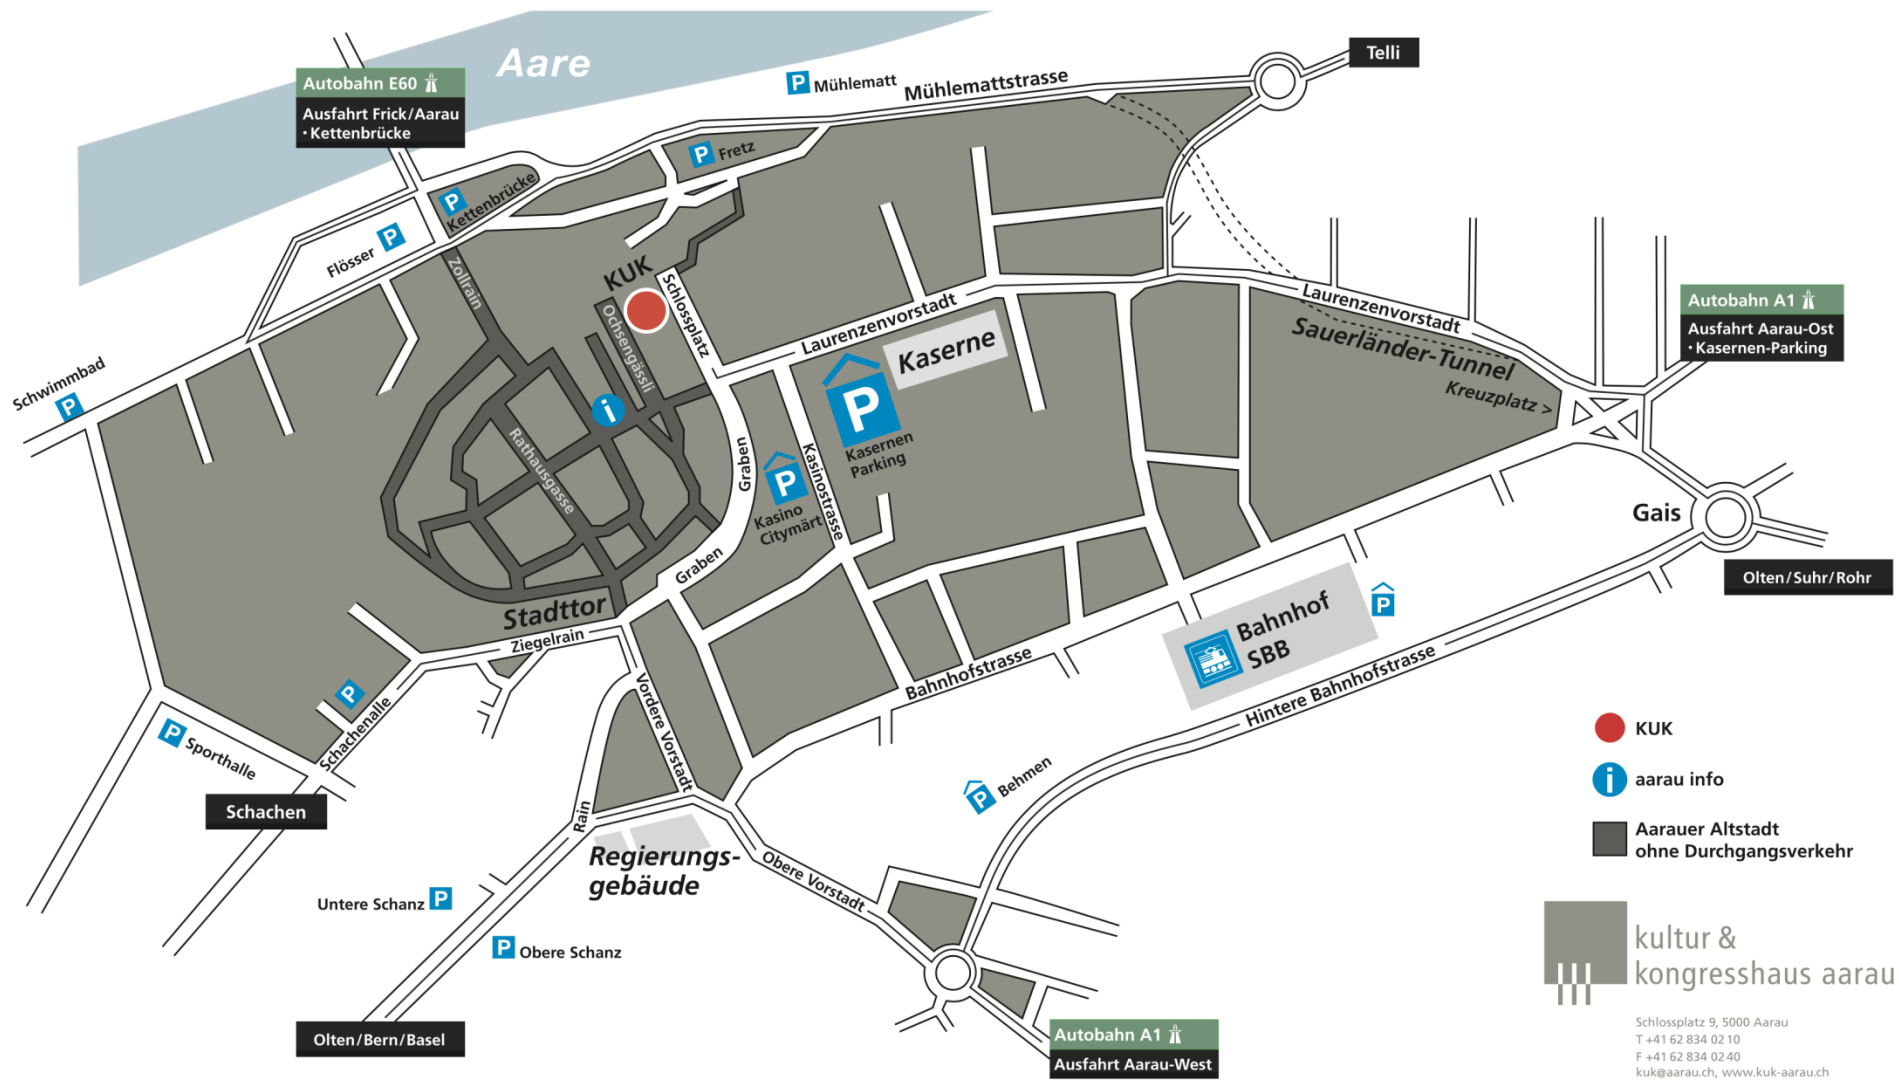 Aare
Telli
Autobahn E60
Ausfahrt Frick/Aarau
• Kettenbrücke
P Mühlematt
Mühlemattstrasse
P Fretz
P
Kettenbrücke
Flösser P
Zollrain
KUK
Schlossplatz
Ochsengässli
Laurenzenvorstadt
Kaserne
Laurenzenvorstadt
Sauerländer-Tunnel
Kreuzplatz >
Autobahn A1
Ausfahrt Aarau-Ost
• Kasernen-Parking
Schwimmbad
P
i
P
Kasernen
Parking
Rathausgasse
Graben
P
Kasino
Citymärt
Kasinostrasse
Graben
Gais
Olten/Suhr/Rohr
Stadttor
Ziegelrain
P
Bahnhof
SBB
Bahnhofstrasse
Hintere Bahnhofstrasse
Vordere Vorstadt
P
Schachenalle
P Sporthalle
Schachen
P Behmen
Rain
Regierungs-
gebäude
Obere Vorstadt
Untere Schanz P
P Obere Schanz
Olten/Bern/Basel
Autobahn A1
Ausfahrt Aarau-West
KUK
i aarau info
Aarauer Altstadt
ohne Durchgangsverkehr
kultur &
kongresshaus aarau
Schlossplatz 9, 5000 Aarau
T +41 62 834 02 10
F +41 62 834 02 40
kuk@aarau.ch, www.kuk-aarau.ch